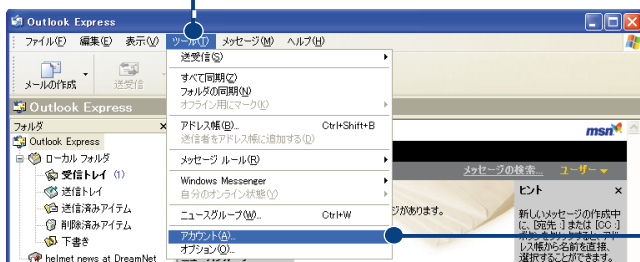 Outlook Express
ファイル(F) 編集(E) 表示(V) ツール(T) メッセージ(M) ヘルプ(H)
メールの作成 送受信
Outlook Express
フォルダ ×
Outlook Express
ローカル フォルダ
受信トレイ (1)
送信トレイ
送信済みアイテム
削除済みアイテム
下書き
helmet news at DreamNet
送受信(S)
すべて同期(Z)
フォルダの同期(N)
オフライン用にマーク(K)
アドレス帳(B)... Ctrl+Shift+B
送信者をアドレス帳に追加する(D)
メッセージ ルール(R)
Windows Messenger
自分のオンライン状態(Y)
ニュースグループ(W)... Ctrl+W
アカウント(A)...
オプション(O)...
msn
メッセージの検索... ユーザー
ジがあります。
ヒント ×
新しいメッセージの作成中
に、[宛先:] または [CC:]
レス帳から名前を直接、
選択することができます。